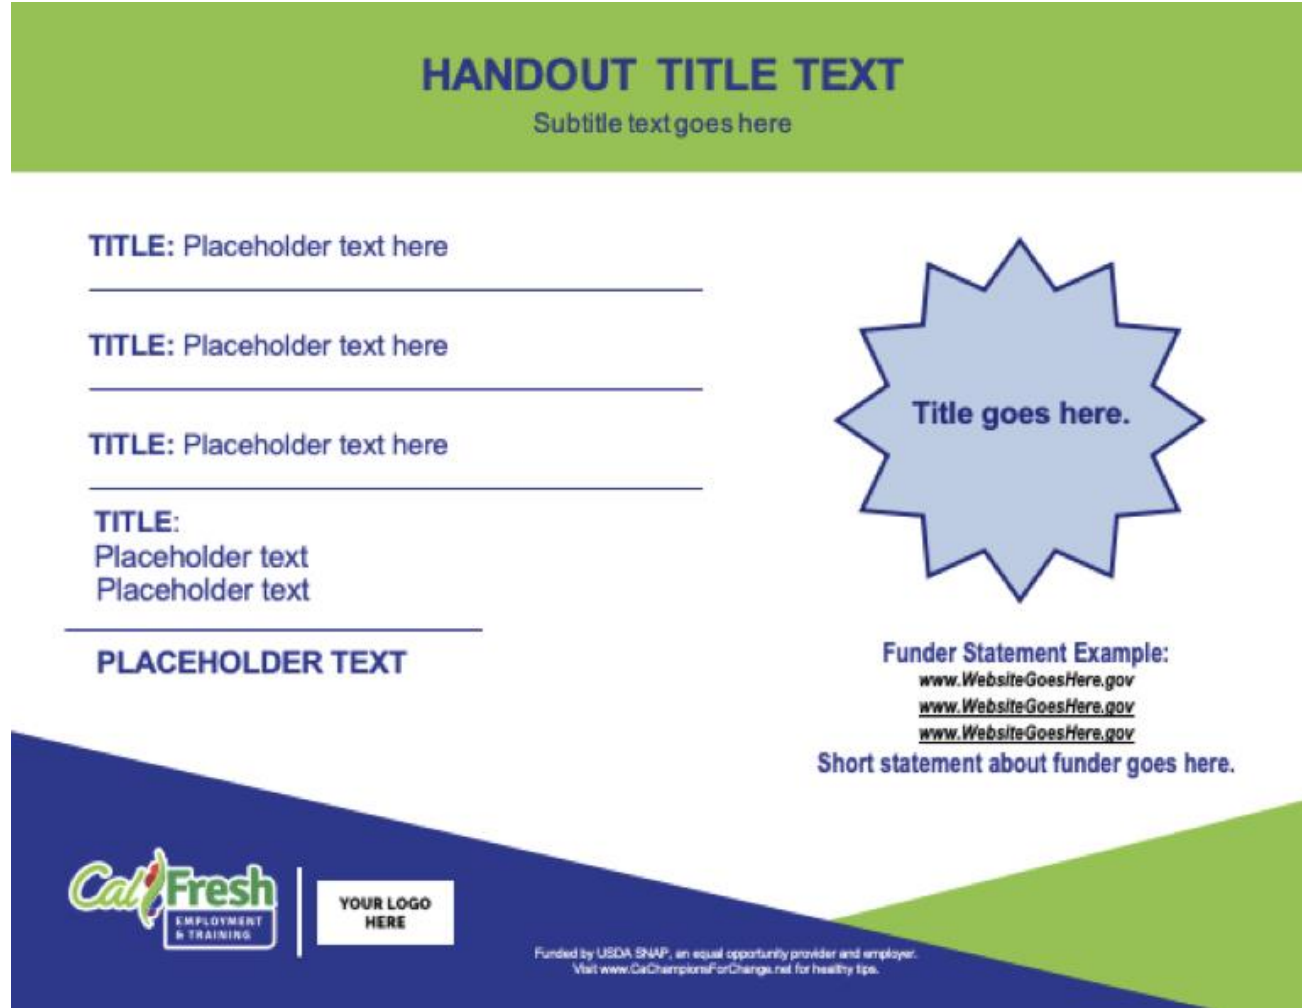 HANDOUT TITLE TEXT
Subtitle text goes here
TITLE: Placeholder text here
TITLE: Placeholder text here
TITLE: Placeholder text here
TITLE:
Placeholder text
Placeholder text
PLACEHOLDER TEXT
Title goes here.
Funder Statement Example:
www.WebsiteGoesHere.gov
www.WebsiteGoesHere.gov
www.WebsiteGoesHere.gov
Short statement about funder goes here.
CalFresh
EMPLOYMENT
& TRAINING
YOUR LOGO
HERE
Funded by USDA SNAP, an equal opportunity provider and employer.
Visit www.CaChampionsForChange.net for healthy tips.